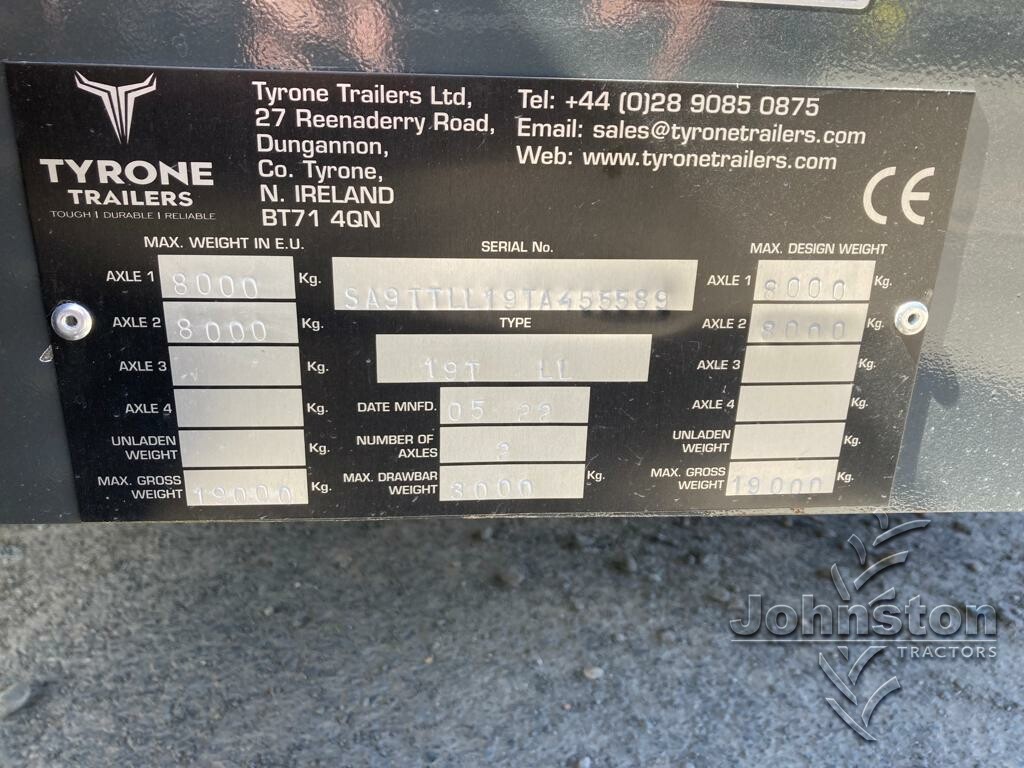 TYRONE
TRAILERS
TOUGH | DURABLE | RELIABLE
Tyrone Trailers Ltd,
27 Reenaderry Road,
Dungannon,
Co. Tyrone,
N. IRELAND
BT71 4QN
Tel: +44 (0)28 9085 0875
Email: sales@tyronetrailers.com
Web: www.tyronetrailers.com
CE
MAX. WEIGHT IN E.U.
AXLE 1 8000 Kg.
AXLE 2 8000 Kg.
AXLE 3 Kg.
AXLE 4 Kg.
UNLADEN
WEIGHT Kg.
MAX. GROSS
WEIGHT 19000 Kg.
SERIAL No.
SA9TTLL19TA455589
TYPE
19T LL
DATE MNFD. 05 22
NUMBER OF
AXLES 2
MAX. DRAWBAR
WEIGHT 3000 Kg.
MAX. DESIGN WEIGHT
AXLE 1 8000 Kg.
AXLE 2 8000 Kg.
AXLE 3 Kg.
AXLE 4 Kg.
UNLADEN
WEIGHT Kg.
MAX. GROSS
WEIGHT 19000 Kg.
Johnston
TRACTORS